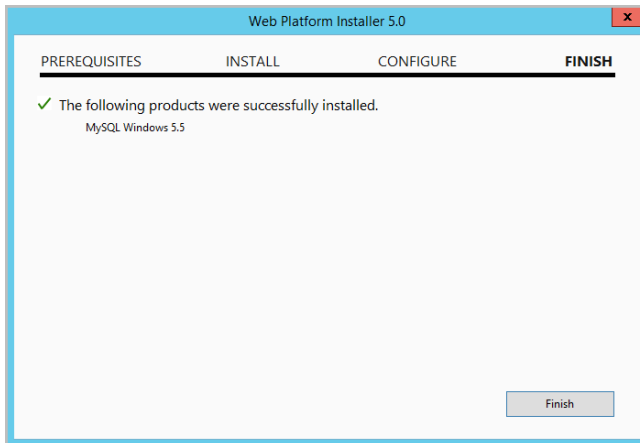 Web Platform Installer 5.0
x
PREREQUISITES INSTALL CONFIGURE FINISH
The following products were successfully installed.
MySQL Windows 5.5
Finish